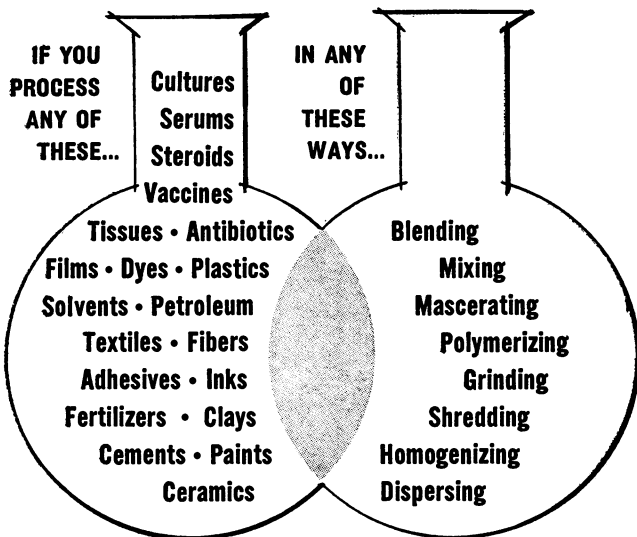 IF YOU
PROCESS
ANY OF
THESE...
Cultures
Serums
Steroids
Vaccines
Tissues • Antibiotics
Films • Dyes • Plastics
Solvents • Petroleum
Textiles • Fibers
Adhesives • Inks
Fertilizers • Clays
Cements • Paints
Ceramics
IN ANY
OF
THESE
WAYS...
Blending
Mixing
Mascerating
Polymerizing
Grinding
Shredding
Homogenizing
Dispersing